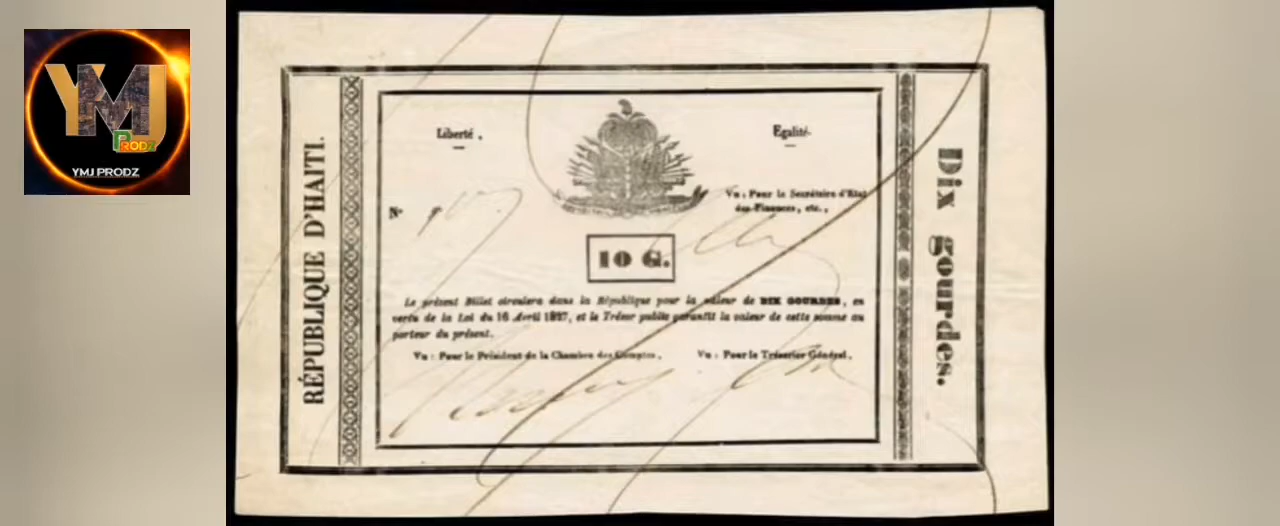 YMJ
PRODZ
YMJ PRODZ
RÉPUBLIQUE D'HAITI.
Liberté.
Egalité.
N°
Vu : Pour le Secrétaire d'Etat
des Finances, etc.,
10 G.
Le présent Billet circulera dans la République pour la valeur de DIX GOURDES, en
vertu de la Loi du 16 Avril 1827, et le Trésor public garantit la valeur de cette somme au
porteur du présent.
Vu : Pour le Président de la Chambre des Comptes.
Vu : Pour le Trésorier Général.
Dix gourdes.